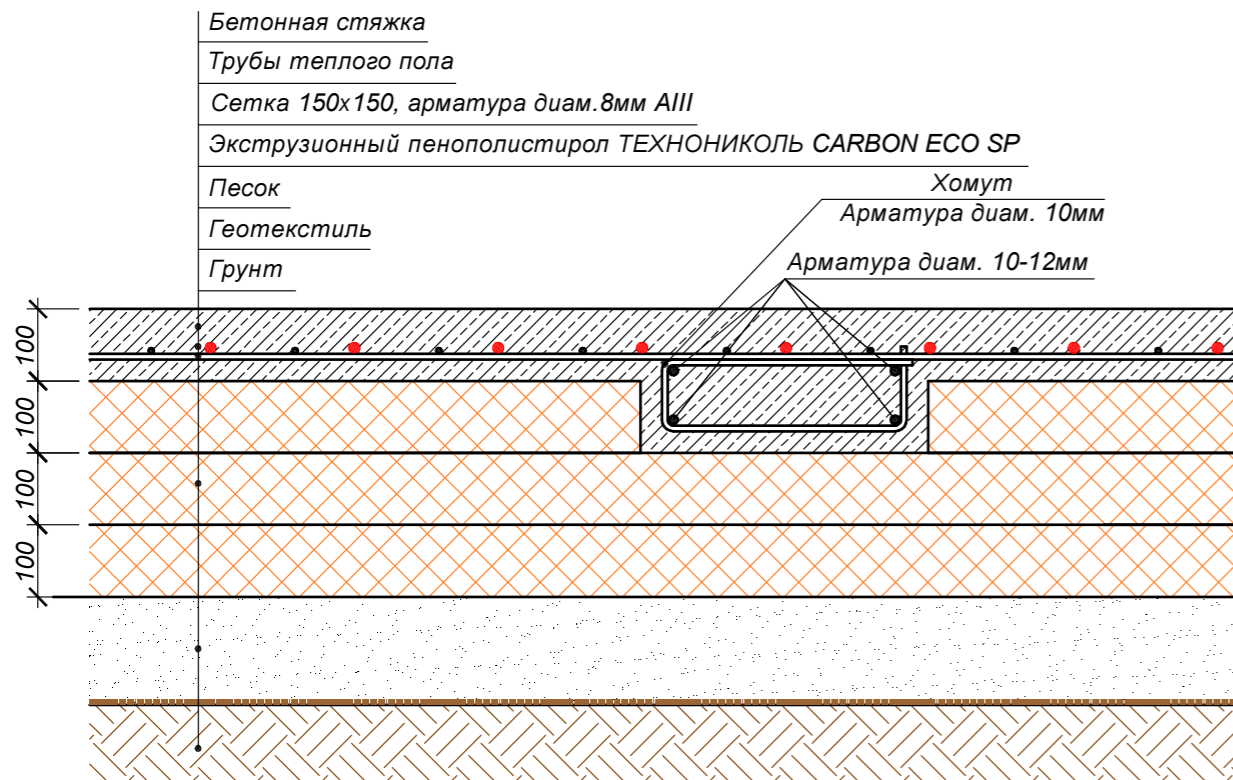 Бетонная стяжка
Трубы теплого пола
Сетка 150х150, арматура диам.8мм АIII
Экструзионный пенополистирол ТЕХНОНИКОЛЬ CARBON ECO SP
Песок
Геотекстиль
Грунт
Хомут
Арматура диам. 10мм
Арматура диам. 10-12мм
100
100
100
100